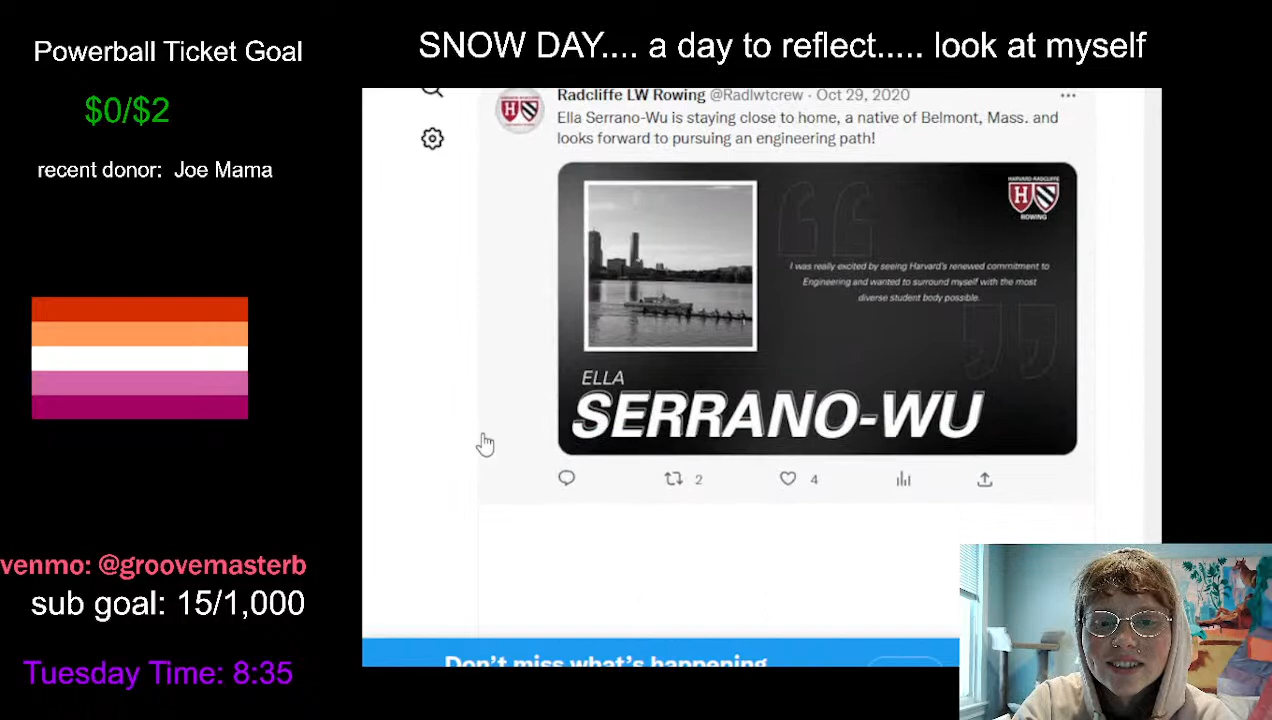 Powerball Ticket Goal
$0/$2
recent donor: Joe Mama
venmo: @groovemasterb
sub goal: 15/1,000
Tuesday Time: 8:35
SNOW DAY.... a day to reflect..... look at myself
Radcliffe LW Rowing @Radlwtcrew · Oct 29, 2020
Ella Serrano-Wu is staying close to home, a native of Belmont, Mass. and
looks forward to pursuing an engineering path!
HARVARD-RADCLIFFE
H
ROWING
I was really excited by seeing Harvard's renewed commitment to
Engineering and wanted to surround myself with the most
diverse student body possible.
ELLA
SERRANO-WU
2
4
Don't miss what's happening